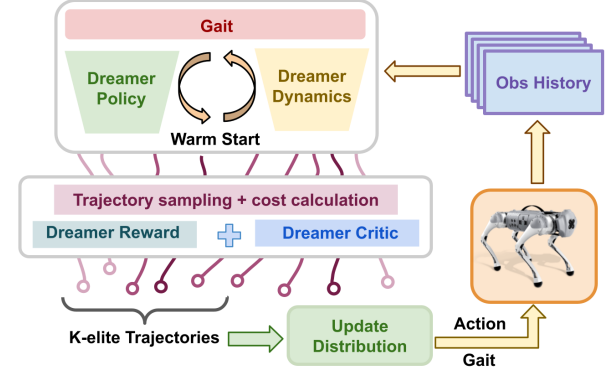 Gait
Dreamer
Policy
Dreamer
Dynamics
Warm Start
Obs History
Trajectory sampling + cost calculation
Dreamer Reward
Dreamer Critic
K-elite Trajectories
Update
Distribution
Action
Gait